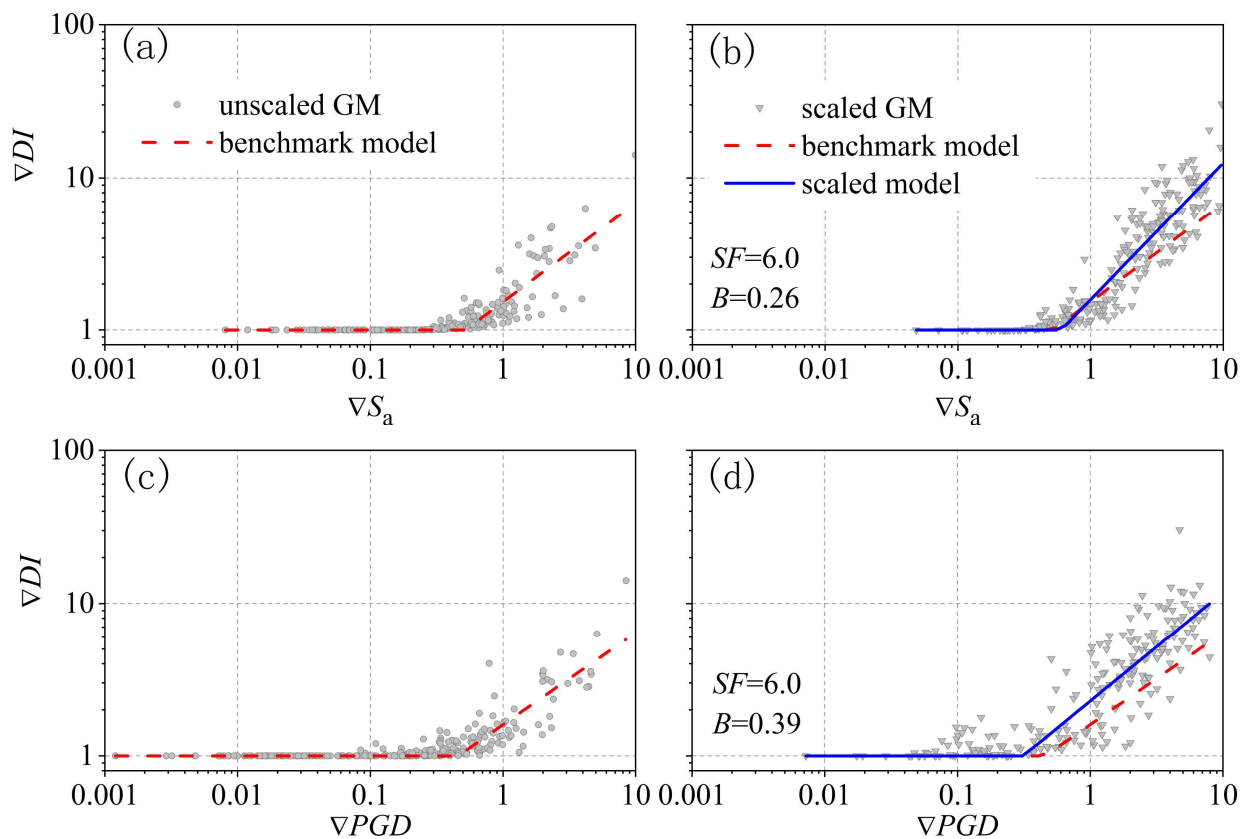 (a)
100
10
1
∇DI
unscaled GM
benchmark model
0.001
0.01
0.1
1
10
∇Sa
(b)
scaled GM
benchmark model
scaled model
SF=6.0
B=0.26
0.001
0.01
0.1
1
10
∇Sa
(c)
100
10
1
∇DI
0.001
0.01
0.1
1
10
∇PGD
(d)
SF=6.0
B=0.39
0.001
0.01
0.1
1
10
∇PGD